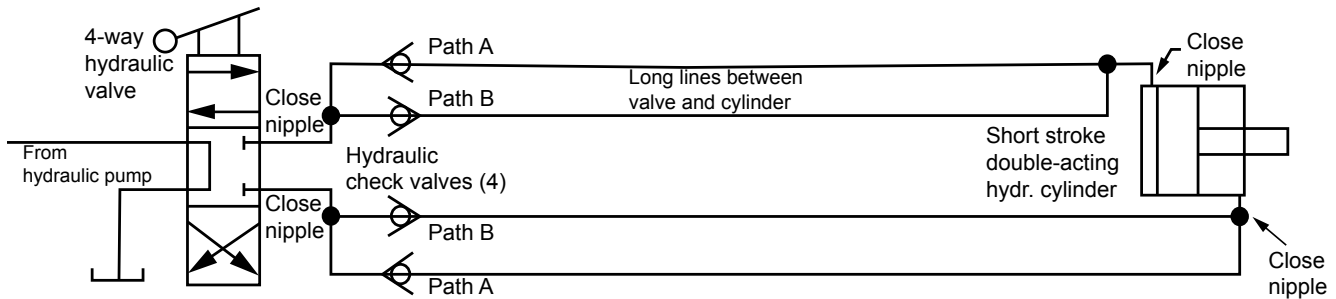 4-way
hydraulic
valve
Close
nipple
From
hydraulic pump
Close
nipple
Path A
Path B
Hydraulic
check valves (4)
Path B
Path A
Long lines between
valve and cylinder
Short stroke
double-acting
hydr. cylinder
Close
nipple
Close
nipple